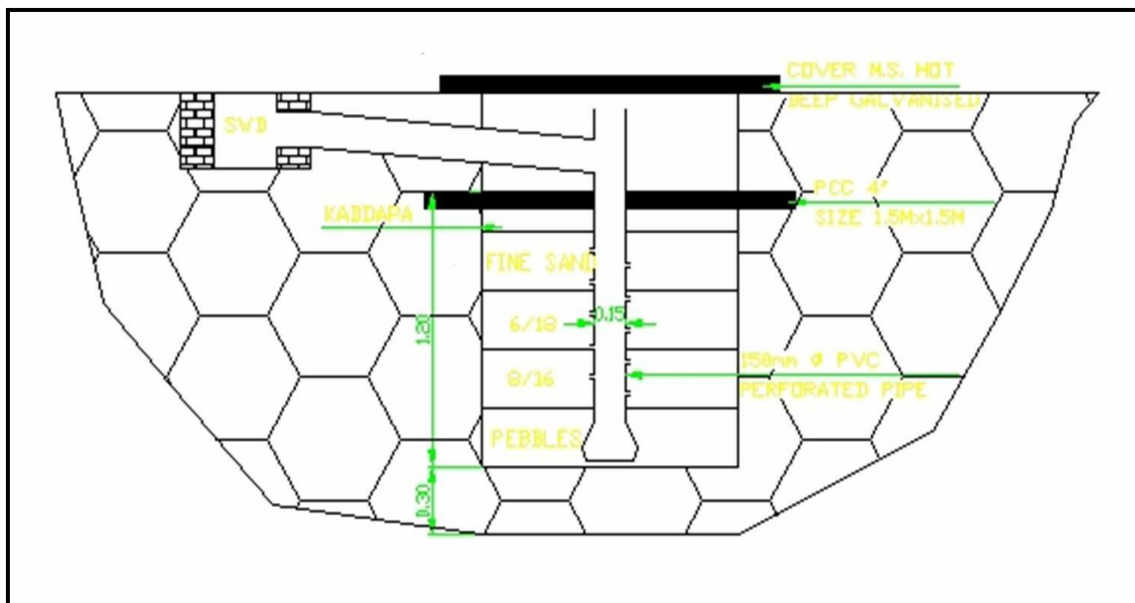 COVER M.S. HOT
DEEP GALVANISED
SWD
PCC 4"
SIZE 1.5Mx1.5M
KADDAPA
FINE SAND
1.20
6/18
0.15
8/16
150mm Ø PVC
PERFORATED PIPE
PEBBLES
0.30